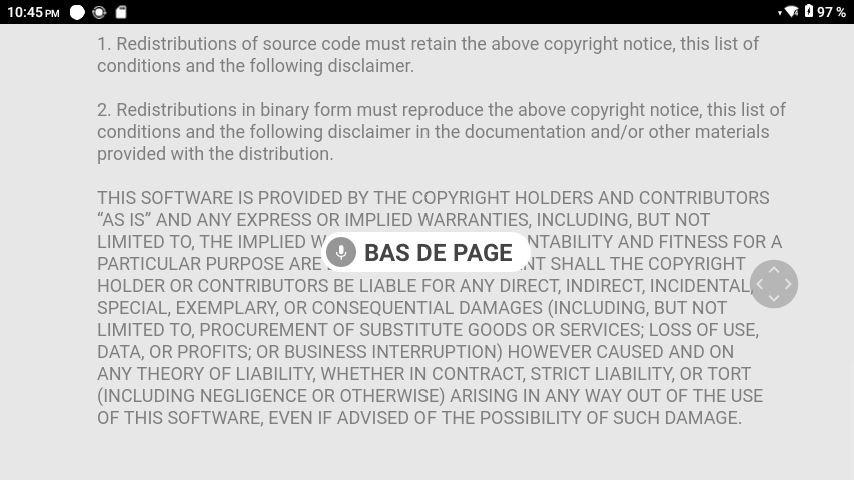 10:45 PM 97 %
1. Redistributions of source code must retain the above copyright notice, this list of
conditions and the following disclaimer.
2. Redistributions in binary form must reproduce the above copyright notice, this list of
conditions and the following disclaimer in the documentation and/or other materials
provided with the distribution.
THIS SOFTWARE IS PROVIDED BY THE COPYRIGHT HOLDERS AND CONTRIBUTORS
“AS IS” AND ANY EXPRESS OR IMPLIED WARRANTIES, INCLUDING, BUT NOT
LIMITED TO, THE IMPLIED AND FITNESS FOR A
BAS DE PAGE
PARTICULAR PURPOSE ARE SHALL THE COPYRIGHT
HOLDER OR CONTRIBUTORS BE LIABLE FOR ANY DIRECT, INDIRECT, INCIDENTAL,
SPECIAL, EXEMPLARY, OR CONSEQUENTIAL DAMAGES (INCLUDING, BUT NOT
LIMITED TO, PROCUREMENT OF SUBSTITUTE GOODS OR SERVICES; LOSS OF USE,
DATA, OR PROFITS; OR BUSINESS INTERRUPTION) HOWEVER CAUSED AND ON
ANY THEORY OF LIABILITY, WHETHER IN CONTRACT, STRICT LIABILITY, OR TORT
(INCLUDING NEGLIGENCE OR OTHERWISE) ARISING IN ANY WAY OUT OF THE USE
OF THIS SOFTWARE, EVEN IF ADVISED OF THE POSSIBILITY OF SUCH DAMAGE.